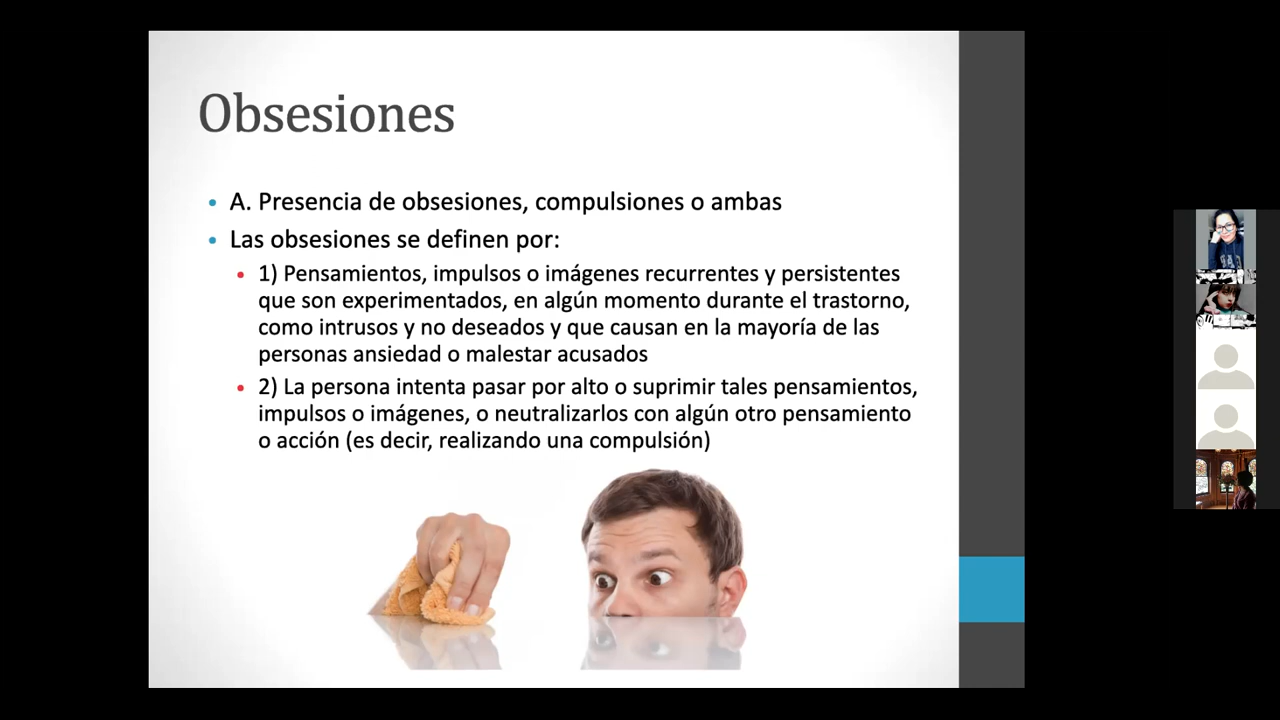 Obsesiones
• A. Presencia de obsesiones, compulsiones o ambas
• Las obsesiones se definen por:
• 1) Pensamientos, impulsos o imágenes recurrentes y persistentes
que son experimentados, en algún momento durante el trastorno,
como intrusos y no deseados y que causan en la mayoría de las
personas ansiedad o malestar acusados
• 2) La persona intenta pasar por alto o suprimir tales pensamientos,
impulsos o imágenes, o neutralizarlos con algún otro pensamiento
o acción (es decir, realizando una compulsión)